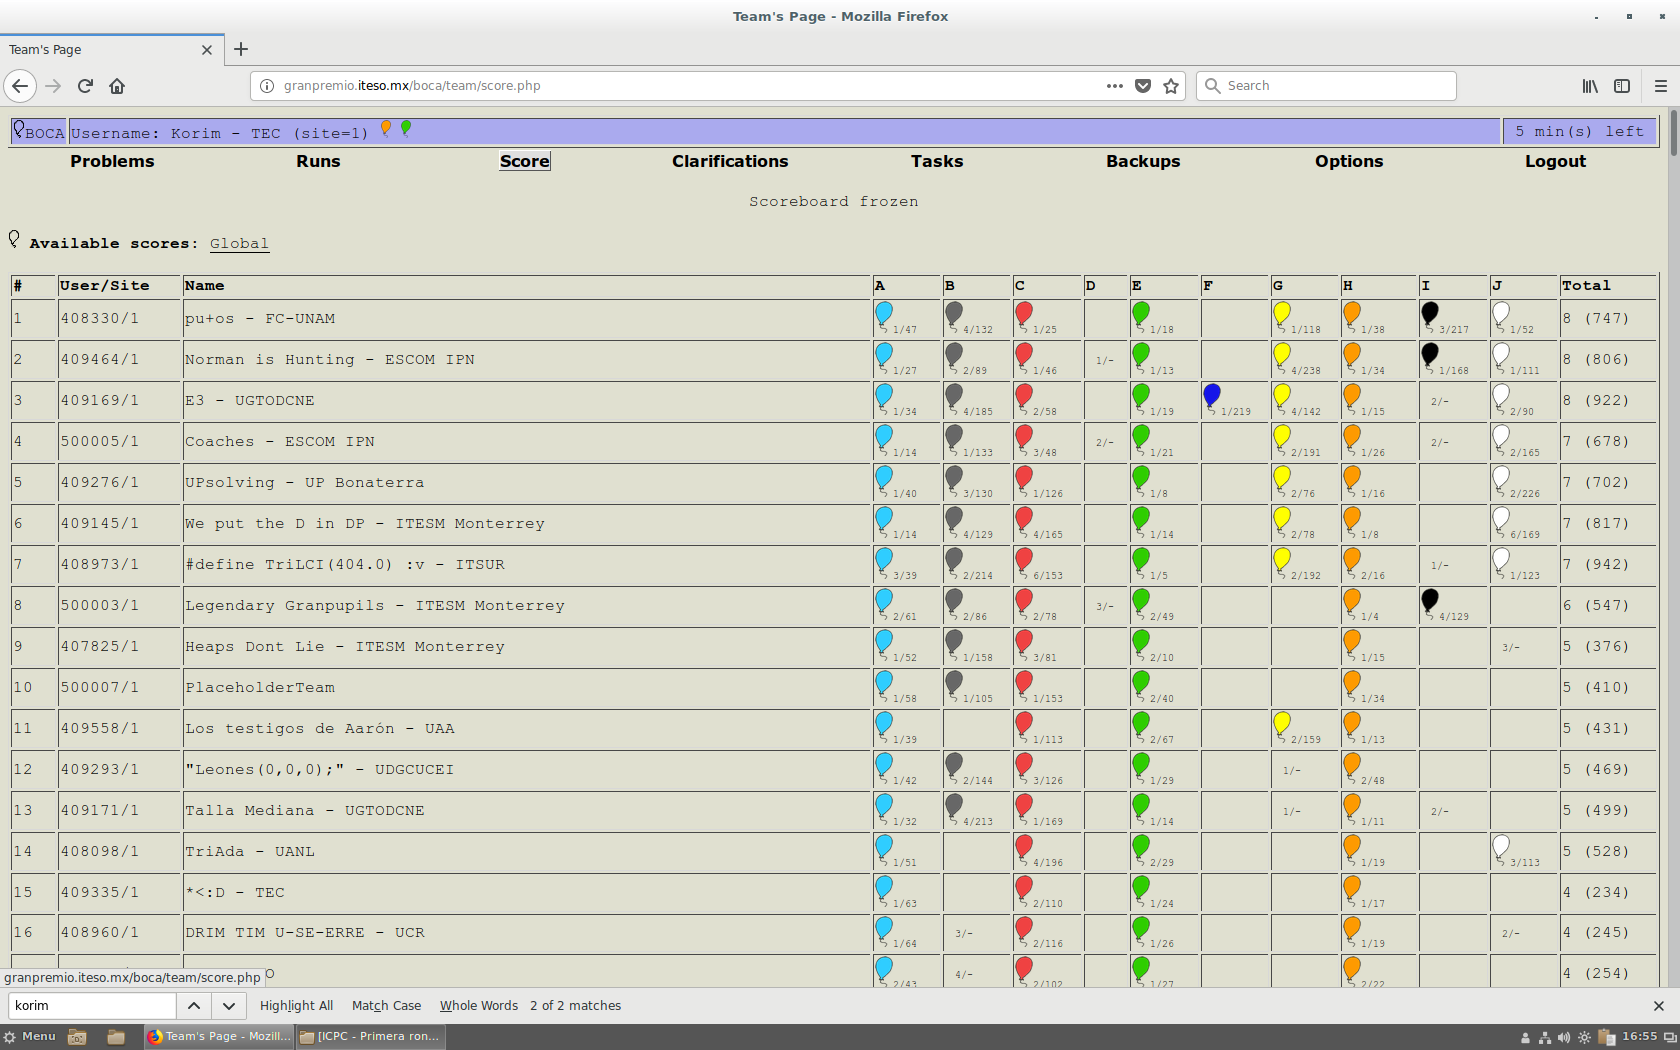 Team's Page - Mozilla Firefox
Team's Page
granpremio.iteso.mx/boca/team/score.php
Search
BOCA Username: Korim - TEC (site=1) 5 min(s) left
Problems Runs Score Clarifications Tasks Backups Options Logout
Scoreboard frozen
Available scores: Global
# User/Site Name A B C D E F G H I J Total
1 408330/1 pu+os - FC-UNAM 1/47 4/132 1/25 1/18 1/118 1/38 3/217 1/52 8 (747)
2 409464/1 Norman is Hunting - ESCOM IPN 1/27 2/89 1/46 1/- 1/13 4/238 1/34 1/168 1/111 8 (806)
3 409169/1 E3 - UGTODCNE 1/34 4/185 2/58 1/19 1/219 4/142 1/15 2/- 2/90 8 (922)
4 500005/1 Coaches - ESCOM IPN 1/14 1/133 3/48 2/- 1/21 2/191 1/26 2/- 2/165 7 (678)
5 409276/1 UPsolving - UP Bonaterra 1/40 3/130 1/126 1/8 2/76 1/16 2/226 7 (702)
6 409145/1 We put the D in DP - ITESM Monterrey 1/14 4/129 4/165 1/14 2/78 1/8 6/169 7 (817)
7 408973/1 #define TriLCI(404.0) :v - ITSUR 3/39 2/214 6/153 1/5 2/192 2/16 1/- 1/123 7 (942)
8 500003/1 Legendary Granpupils - ITESM Monterrey 2/61 2/86 2/78 3/- 2/49 1/4 4/129 6 (547)
9 407825/1 Heaps Dont Lie - ITESM Monterrey 1/52 1/158 3/81 2/10 1/15 3/- 5 (376)
10 500007/1 PlaceholderTeam 1/58 1/105 1/153 2/40 1/34 5 (410)
11 409558/1 Los testigos de Aarón - UAA 1/39 1/113 2/67 2/159 1/13 5 (431)
12 409293/1 "Leones(0,0,0);" - UDGCUCEI 1/42 2/144 3/126 1/29 1/- 2/48 5 (469)
13 409171/1 Talla Mediana - UGTODCNE 1/32 4/213 1/169 1/14 1/- 1/11 2/- 5 (499)
14 408098/1 TriAda - UANL 1/51 4/196 2/29 1/19 3/113 5 (528)
15 409335/1 *<:D - TEC 1/63 2/110 1/24 1/17 4 (234)
16 408960/1 DRIM TIM U-SE-ERRE - UCR 1/64 3/- 2/116 1/26 1/19 2/- 4 (245)
2/43 4/- 2/102 1/27 2/22 4 (254)
granpremio.iteso.mx/boca/team/score.php
korim Highlight All Match Case Whole Words 2 of 2 matches
Menu Team's Page - Mozill... [ICPC - Primera ron... 16:55